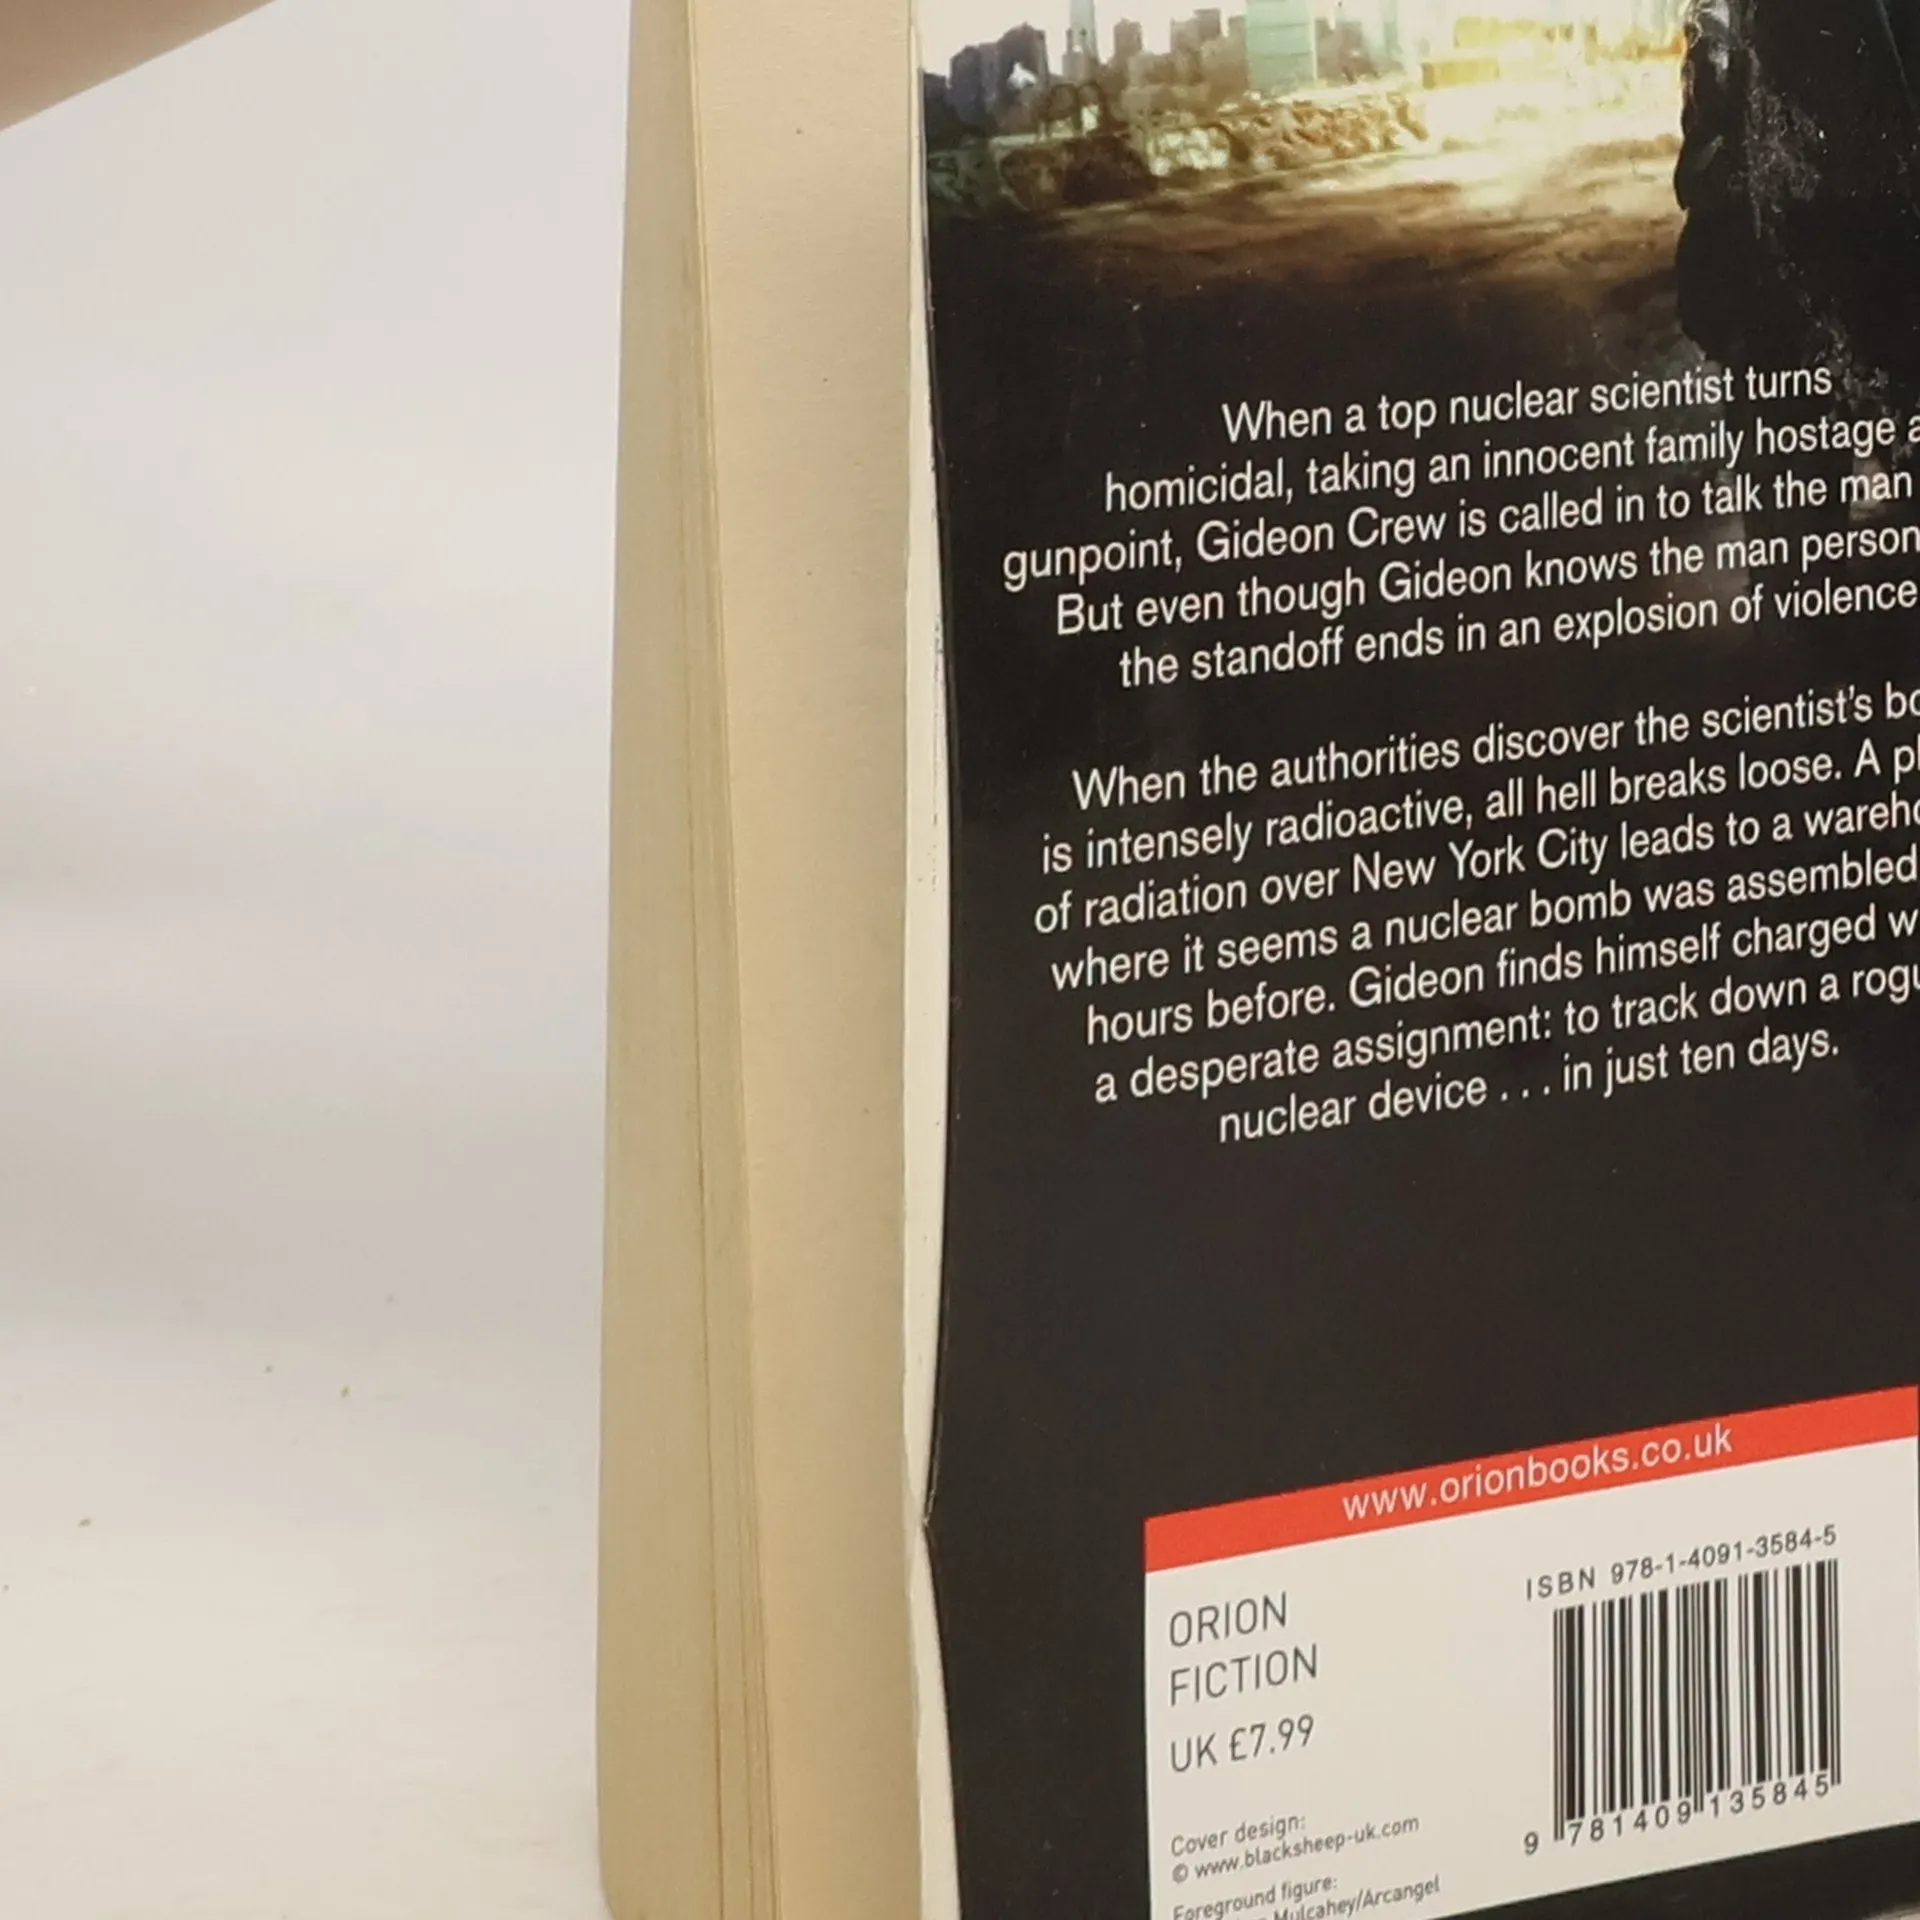 When a top nuclear scientist turns
homicidal, taking an innocent family hostage
gunpoint, Gideon Crew is called in to talk the man
But even though Gideon knows the man person
the standoff ends in an explosion of violence
When the authorities discover the scientist's bo
is intensely radioactive, all hell breaks loose. A pl
of radiation over New York City leads to a wareho
where it seems a nuclear bomb was assembled
hours before. Gideon finds himself charged w
a desperate assignment: to track down a rogu
nuclear device . . . in just ten days.
www.orionbooks.co.uk
ISBN 978-1-4091-3584-5
ORION
FICTION
UK £7.99
9 781409 135845
Cover design:
© www.blacksheep-uk.com
Foreground figure:
Mulcahey/Arcangel